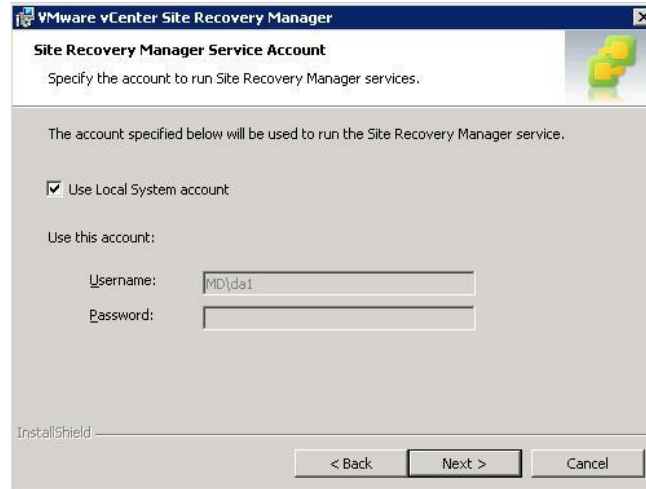 VMware vCenter Site Recovery Manager
Site Recovery Manager Service Account
Specify the account to run Site Recovery Manager services.
The account specified below will be used to run the Site Recovery Manager service.
Use Local System account
Use this account:
Username:
MD\da1
Password:
InstallShield
< Back
Next >
Cancel